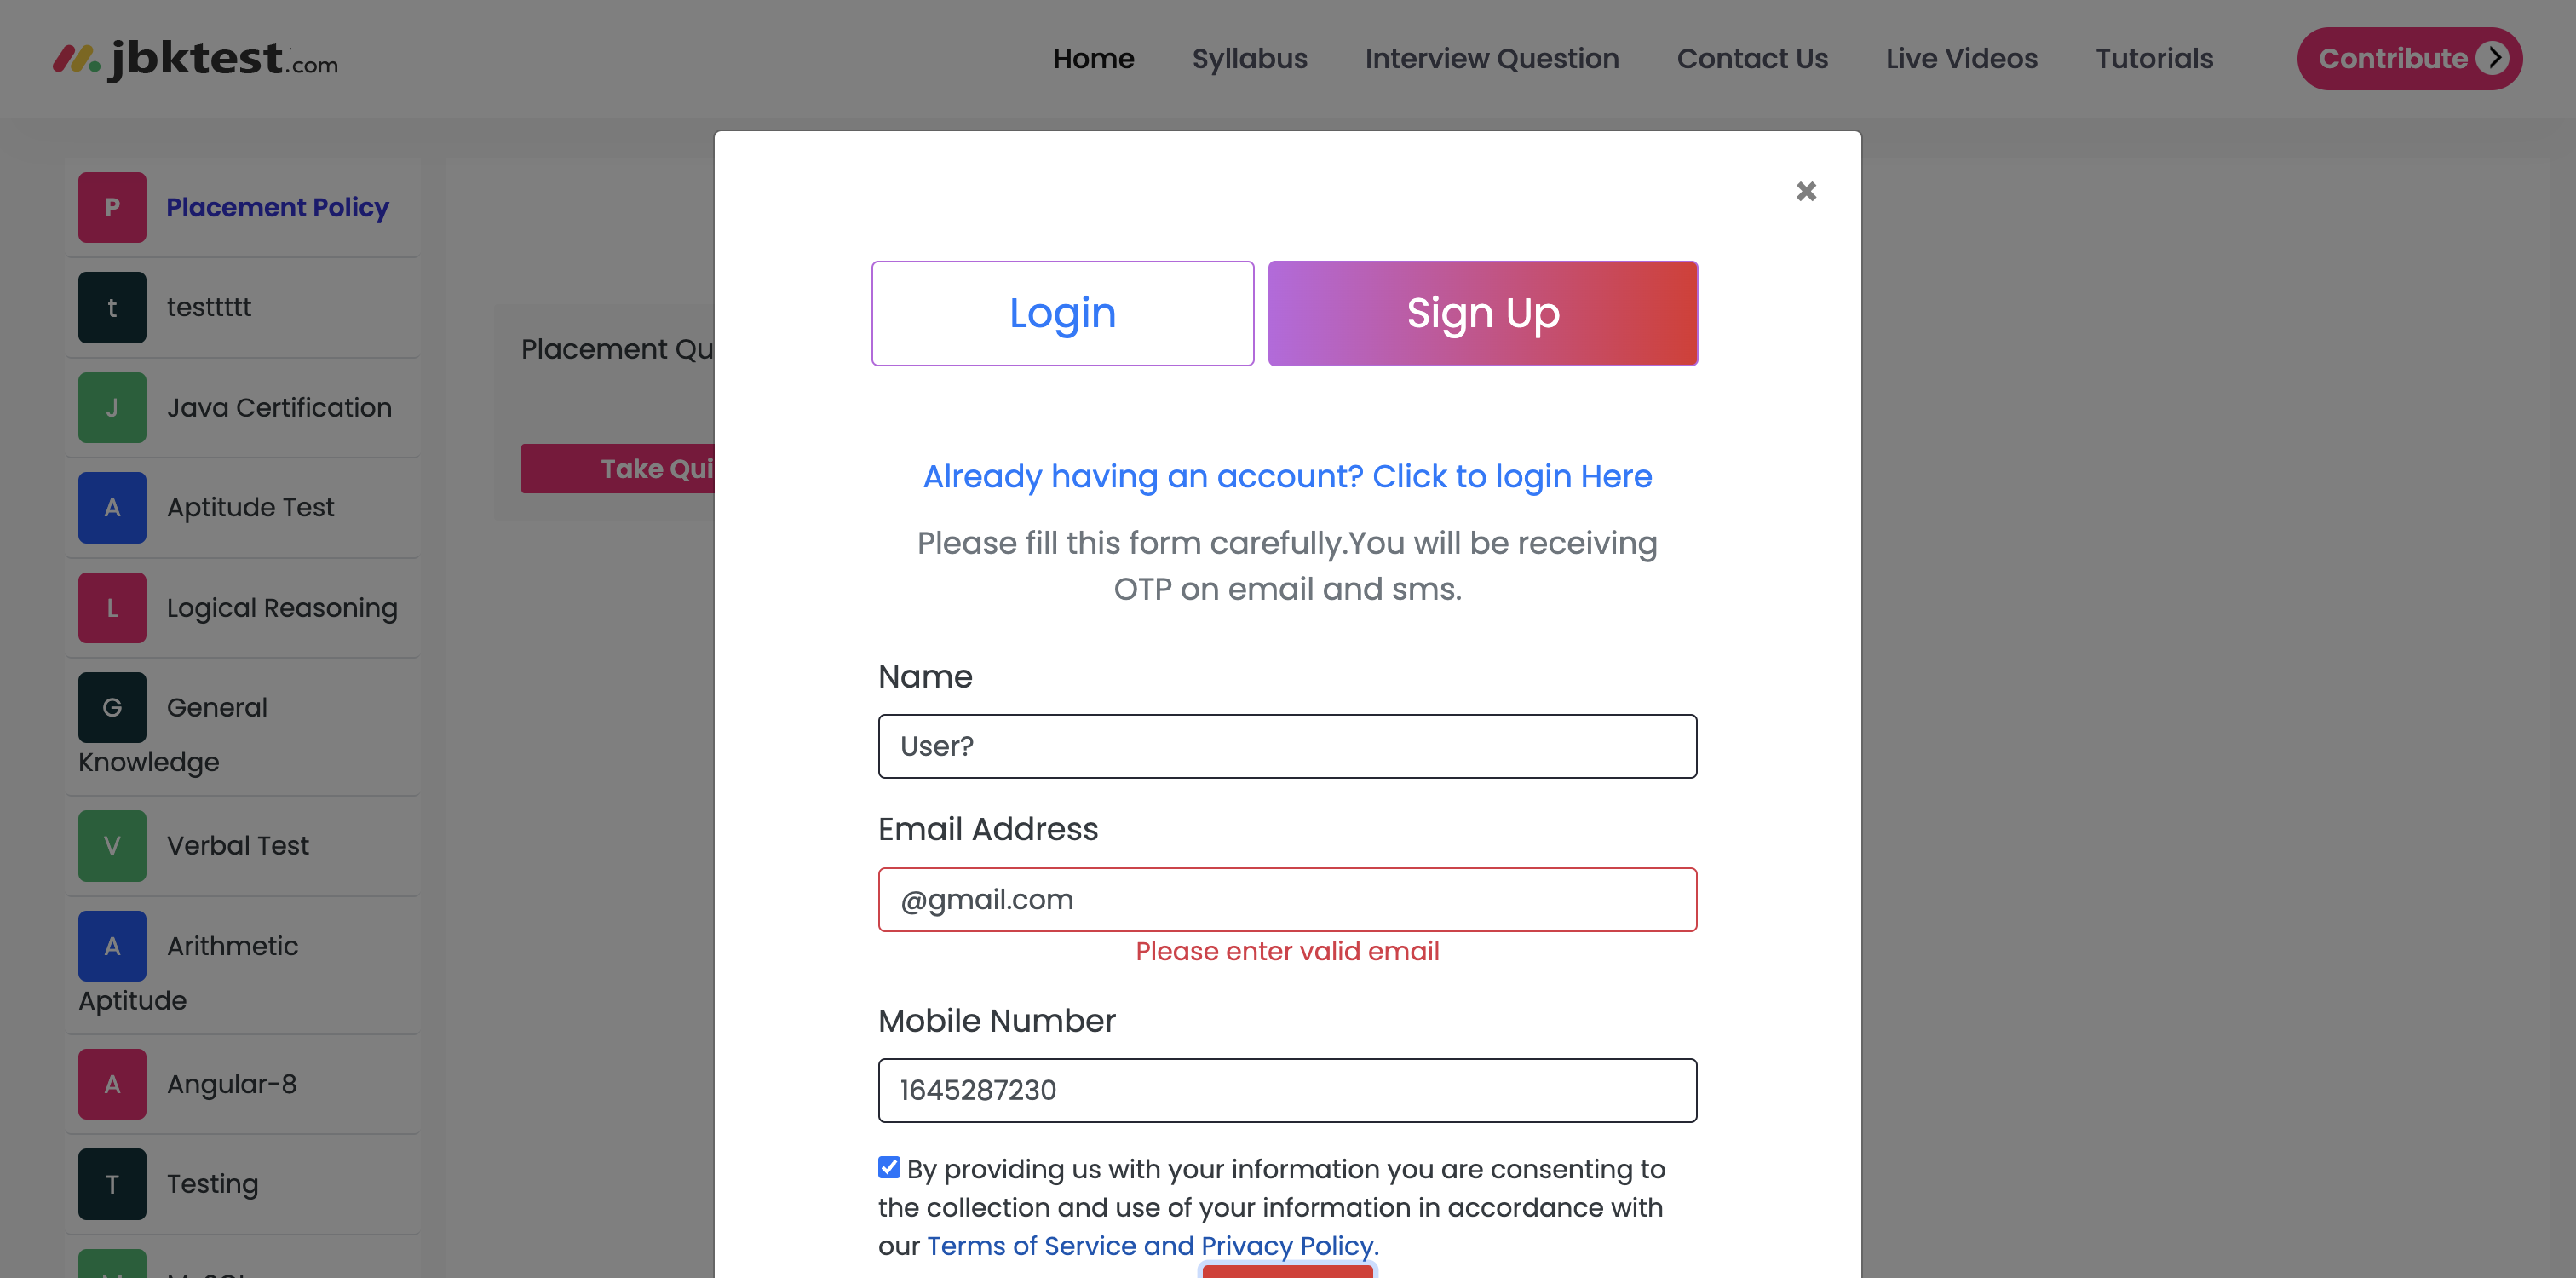 jbktest.com
Home Syllabus Interview Question Contact Us Live Videos Tutorials Contribute
P Placement Policy
t testtttt
J Java Certification
A Aptitude Test
L Logical Reasoning
G General
Knowledge
V Verbal Test
A Arithmetic
Aptitude
A Angular-8
T Testing
Placement Qu
Take Qui
Login Sign Up
Already having an account? Click to login Here
Please fill this form carefully.You will be receiving
OTP on email and sms.
Name
User?
Email Address
@gmail.com
Please enter valid email
Mobile Number
1645287230
By providing us with your information you are consenting to
the collection and use of your information in accordance with
our Terms of Service and Privacy Policy.